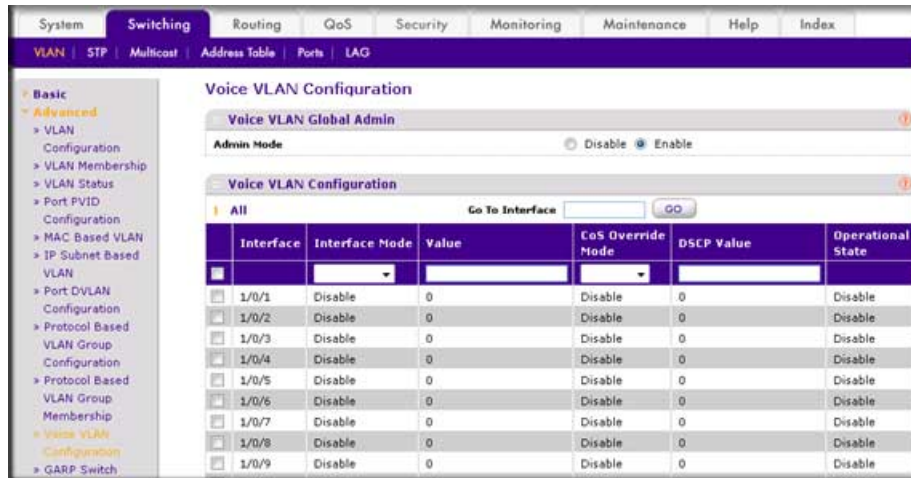 System Switching Routing QoS Security Monitoring Maintenance Help Index
VLAN | STP | Multicast | Address Table | Ports | LAG
Basic
Advanced
» VLAN
Configuration
» VLAN Membership
» VLAN Status
» Port PVID
Configuration
» MAC Based VLAN
» IP Subnet Based
VLAN
» Port DVLAN
Configuration
» Protocol Based
VLAN Group
Configuration
» Protocol Based
VLAN Group
Membership
» Voice VLAN
Configuration
» GARP Switch
Voice VLAN Configuration
Voice VLAN Global Admin
Admin Mode Disable Enable
Voice VLAN Configuration
1 All Go To Interface GO
Interface Interface Mode Value CoS Override Mode DSCP Value Operational State
1/0/1 Disable 0 Disable 0 Disable
1/0/2 Disable 0 Disable 0 Disable
1/0/3 Disable 0 Disable 0 Disable
1/0/4 Disable 0 Disable 0 Disable
1/0/5 Disable 0 Disable 0 Disable
1/0/6 Disable 0 Disable 0 Disable
1/0/7 Disable 0 Disable 0 Disable
1/0/8 Disable 0 Disable 0 Disable
1/0/9 Disable 0 Disable 0 Disable